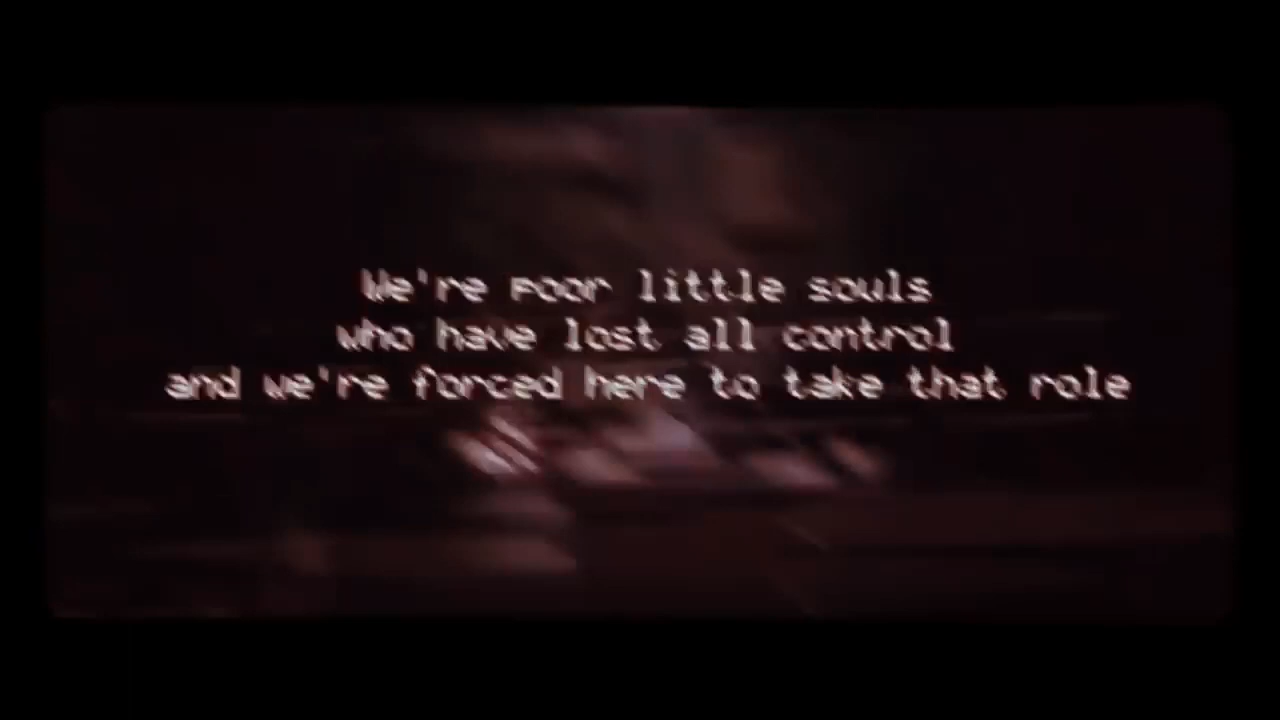 We're poor little souls
who have lost all control
and we're forced here to take that role